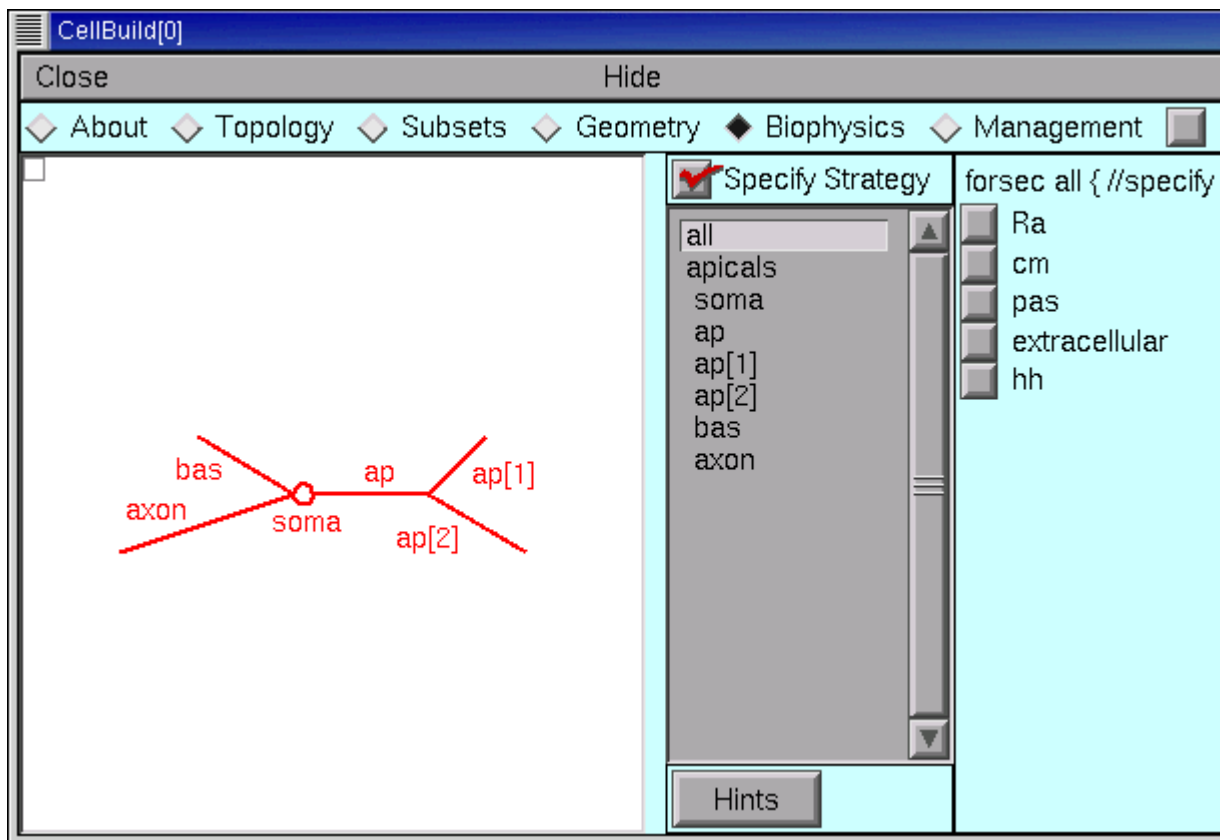 CellBuild[0]
Close Hide
About Topology Subsets Geometry Biophysics Management
Specify Strategy
all
apicals
soma
ap
ap[1]
ap[2]
bas
axon
Hints
forsec all { //specify
Ra
cm
pas
extracellular
hh
bas
axon
soma
ap
ap[1]
ap[2]